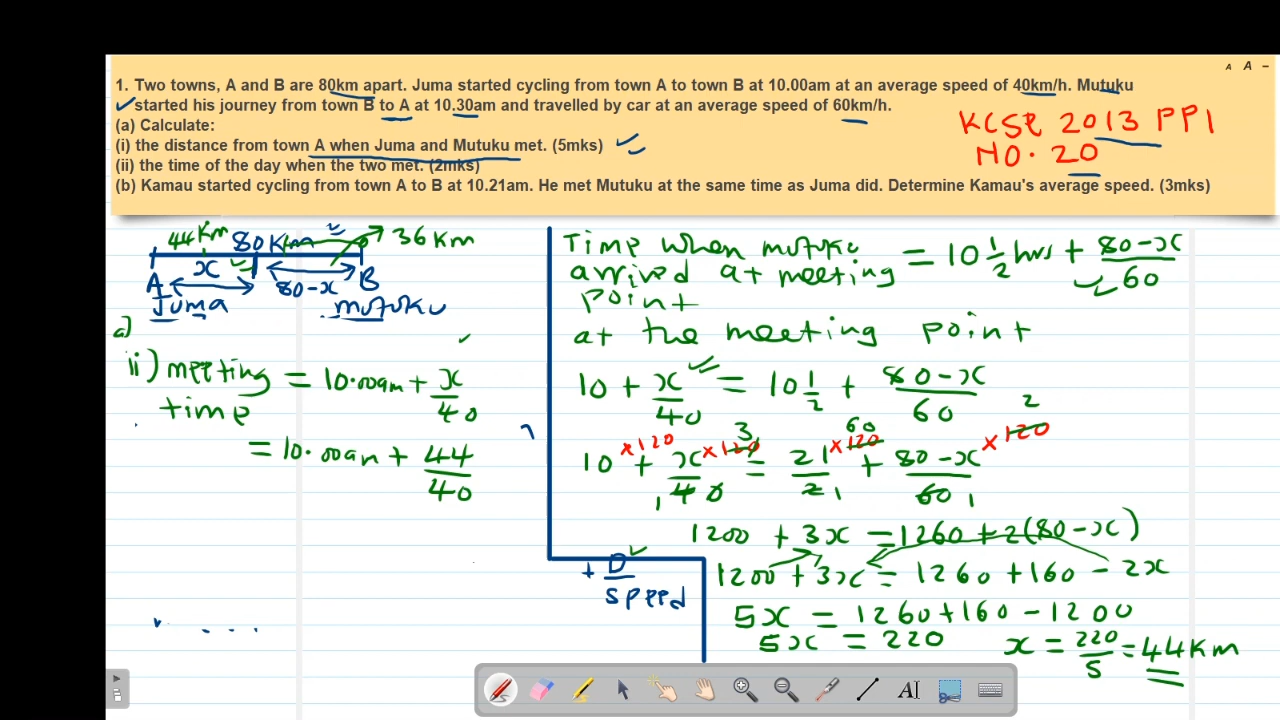 1. Two towns, A and B are 80km apart. Juma started cycling from town A to town B at 10.00am at an average speed of 40km/h. Mutuku
started his journey from town B to A at 10.30am and travelled by car at an average speed of 60km/h.
(a) Calculate:
(i) the distance from town A when Juma and Mutuku met. (5mks)
(ii) the time of the day when the two met. (2mks)
(b) Kamau started cycling from town A to B at 10.21am. He met Mutuku at the same time as Juma did. Determine Kamau's average speed. (3mks)
A A −
KCSE 2013 PP1
NO. 20
44Km 80Km 36Km
x
A 80-x B
Juma mutuku
a)
ii) meeting = 10.00am + x/40
time
= 10.00am + 44/40
Time when mutuku = 10 1/2 hrs + 80-x/60
arrived at meeting
point
at the meeting point
10 + x/40 = 10 1/2 + 80-x/60
10 ×120 + x/40 ×120 3 = 21/2 ×120 60 + 80-x/60 ×120 2
1 1 1
1200 + 3x = 1260 + 2(80-x)
1200 + 3x = 1260 + 160 - 2x
5x = 1260+160-1200
5x = 220 x = 220/5 = 44Km
+ D/speed
AI